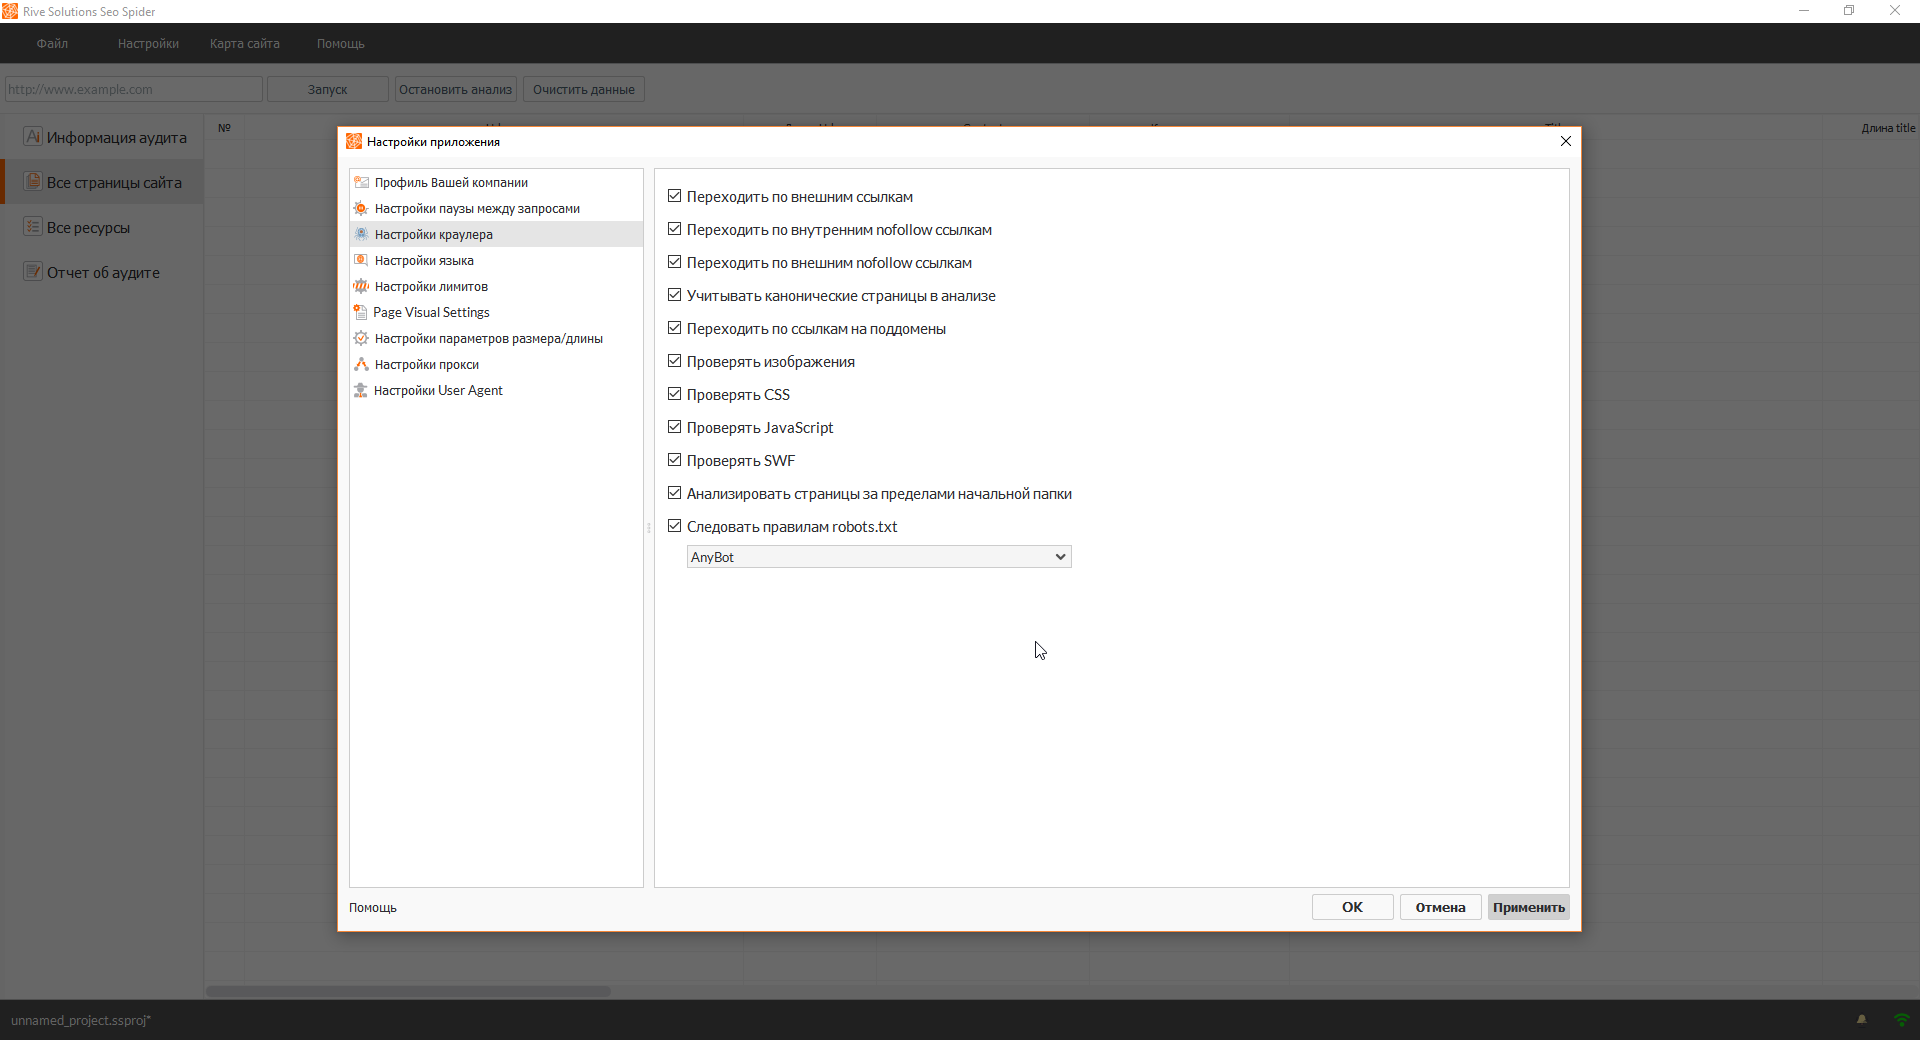 Rive Solutions Seo Spider
Файл Настройки Карта сайта Помощь
http://www.example.com Запуск Остановить анализ Очистить данные
№ Длина title
Информация аудита
Все страницы сайта
Все ресурсы
Отчет об аудите
Настройки приложения
Профиль Вашей компании
Настройки паузы между запросами
Настройки краулера
Настройки языка
Настройки лимитов
Page Visual Settings
Настройки параметров размера/длины
Настройки прокси
Настройки User Agent
Переходить по внешним ссылкам
Переходить по внутренним nofollow ссылкам
Переходить по внешним nofollow ссылкам
Учитывать канонические страницы в анализе
Переходить по ссылкам на поддомены
Проверять изображения
Проверять CSS
Проверять JavaScript
Проверять SWF
Анализировать страницы за пределами начальной папки
Следовать правилам robots.txt
AnyBot
Помощь OK Отмена Применить
unnamed_project.ssproj*